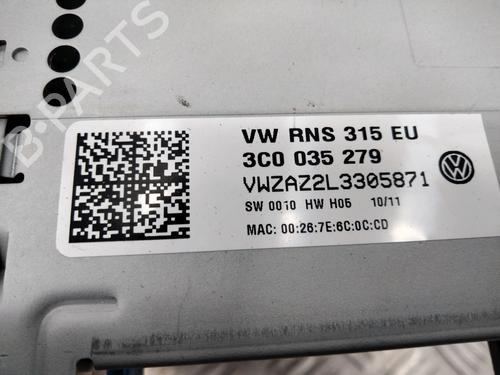 B-PARTS
VW RNS 315 EU
3C0 035 279
VWZAZ2L3305871
SW 0010 HW H05 10/11
MAC: 00:26:7E:6C:0C:CD